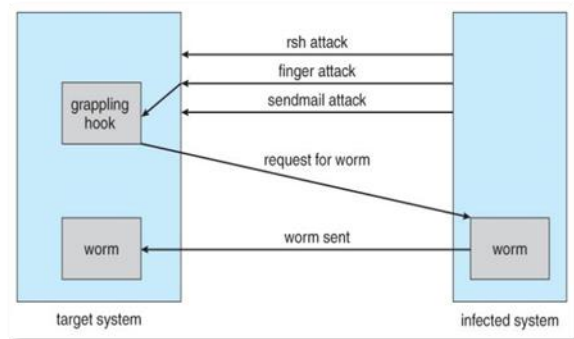 rsh attack
finger attack
sendmail attack
grappling
hook
request for worm
worm sent
worm
worm
target system
infected system